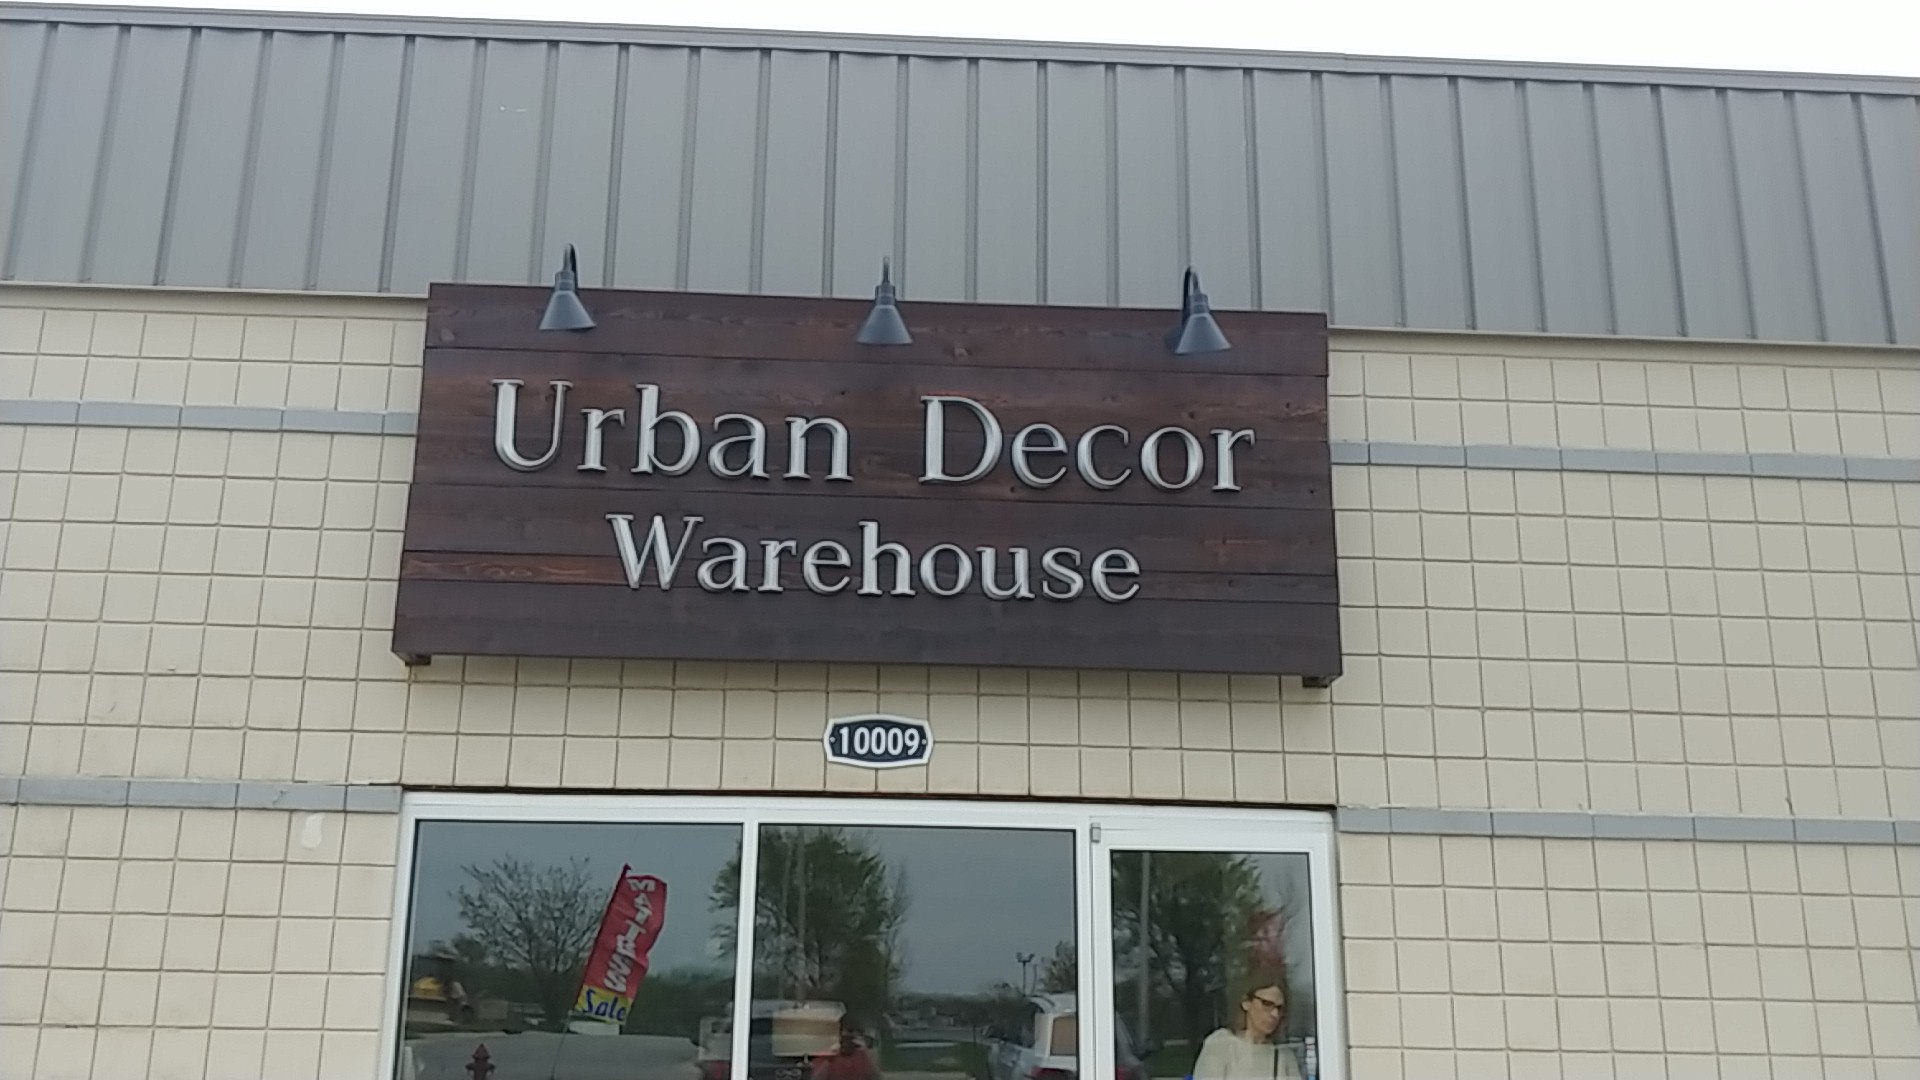 Urban Decor
Warehouse
10009
Sale